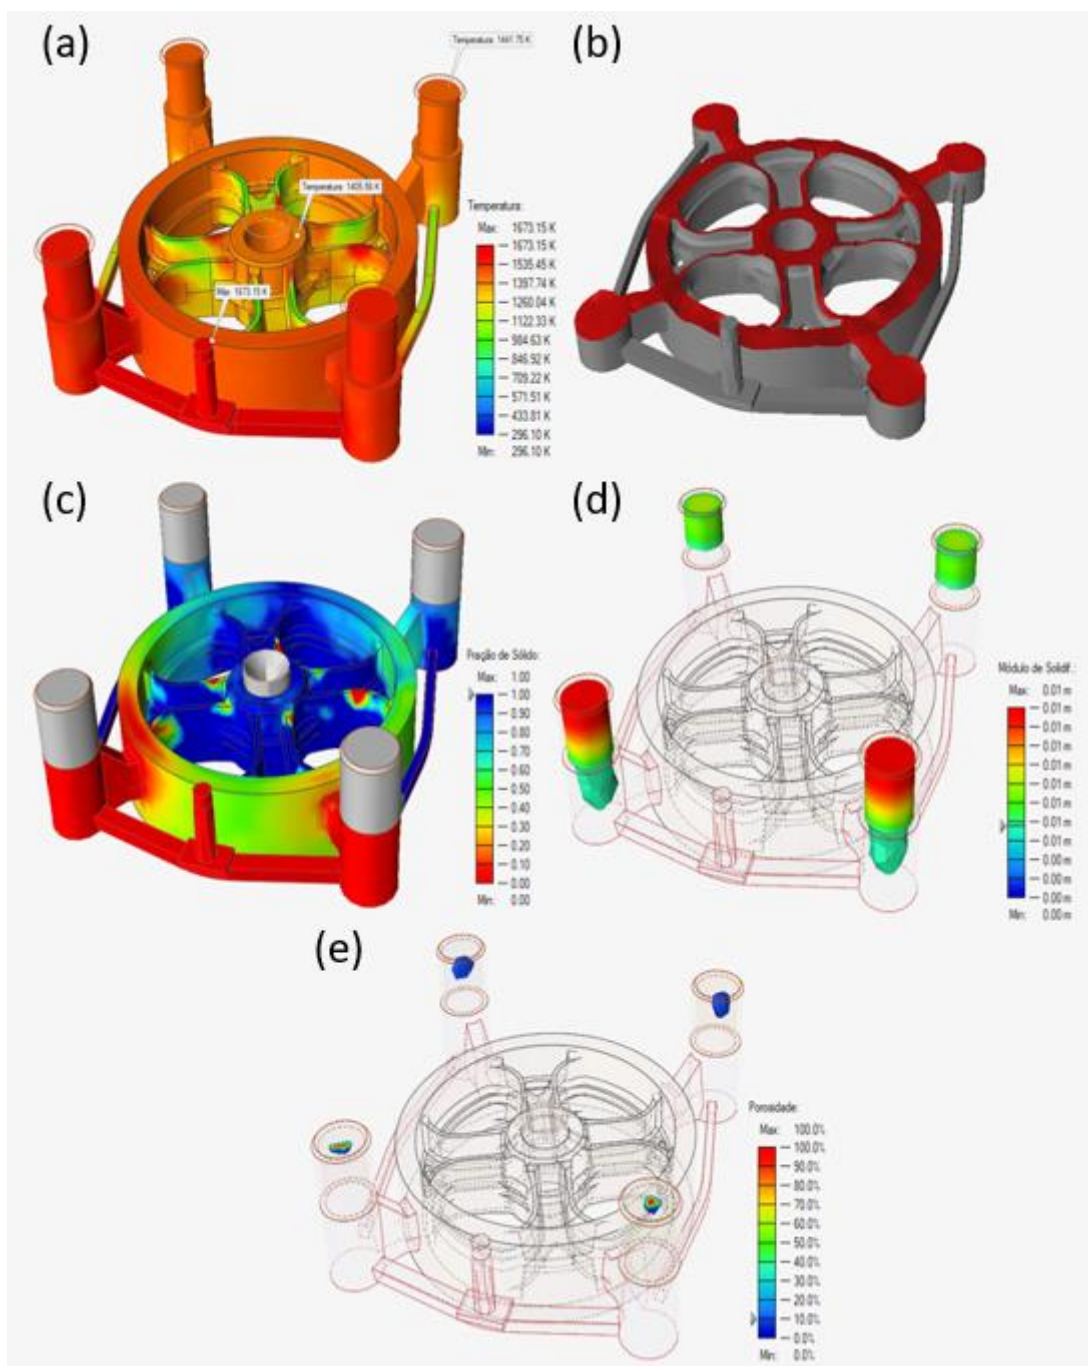 (a)
Temperatura: 1441.75 K
Temperatura: 1405.56 K
Max: 1673.15 K
Temperatura:
Max: 1673.15 K
1673.15 K
1535.45 K
1397.74 K
1260.04 K
1122.33 K
984.63 K
846.92 K
709.22 K
571.51 K
433.81 K
296.10 K
Min: 296.10 K
(b)
(c)
Fração de Sólido:
Max: 1.00
1.00
0.90
0.80
0.70
0.60
0.50
0.40
0.30
0.20
0.10
0.00
Min: 0.00
(d)
Módulo de Solidif.:
Max: 0.01 m
0.01 m
0.01 m
0.01 m
0.01 m
0.01 m
0.01 m
0.01 m
0.00 m
0.00 m
0.00 m
Min: 0.00 m
(e)
Porosidade:
Max: 100.0%
100.0%
90.0%
80.0%
70.0%
60.0%
50.0%
40.0%
30.0%
20.0%
10.0%
0.0%
Min: 0.0%